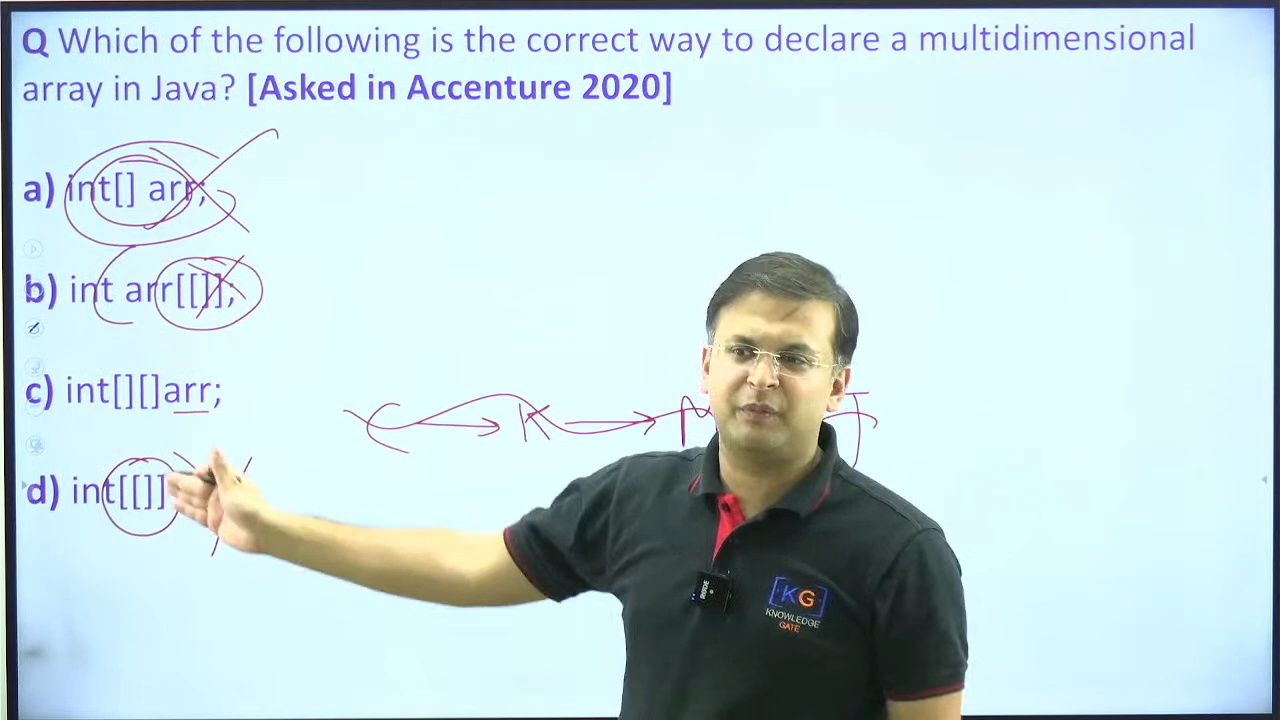 Q Which of the following is the correct way to declare a multidimensional
array in Java? [Asked in Accenture 2020]
a) int[] arr;
b) int arr[[]];
c) int[][]arr;
d) int[[]]
K
KG
KNOWLEDGE
GATE